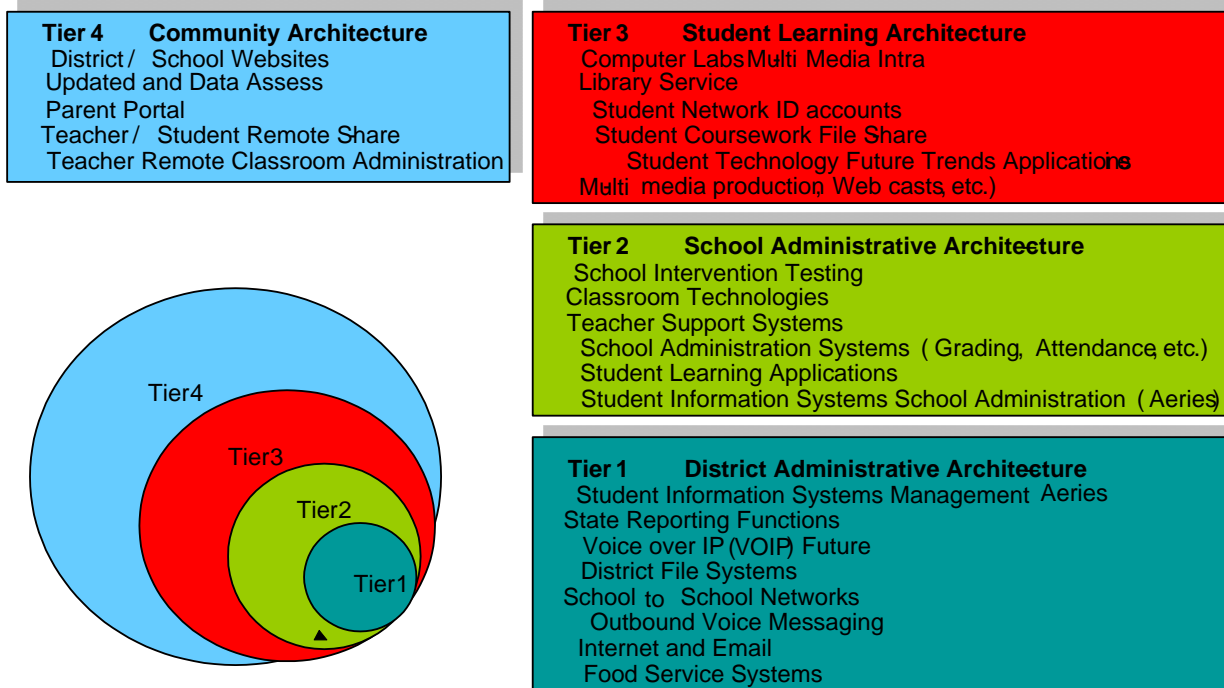 Tier 4 Community Architecture
District / School Websites
Updated and Data Assess
Parent Portal
Teacher / Student Remote Share
Teacher Remote Classroom Administration
Tier 3 Student Learning Architecture
Computer Labs Multi-Media Intra
Library Service
Student Network ID accounts
Student Coursework File Share
Student Technology Future Trends Applications
Multi-media production, Web casts, etc.)
Tier 2 School Administrative Architecture
School Intervention Testing
Classroom Technologies
Teacher Support Systems
School Administration Systems ( Grading, Attendance, etc.)
Student Learning Applications
Student Information Systems School Administration ( Aeries)
Tier 1 District Administrative Architecture
Student Information Systems Management Aeries
State Reporting Functions
Voice over IP (VOIP) Future
District File Systems
School to School Networks
Outbound Voice Messaging
Internet and Email
Food Service Systems
Tier4
Tier3
Tier2
Tier1